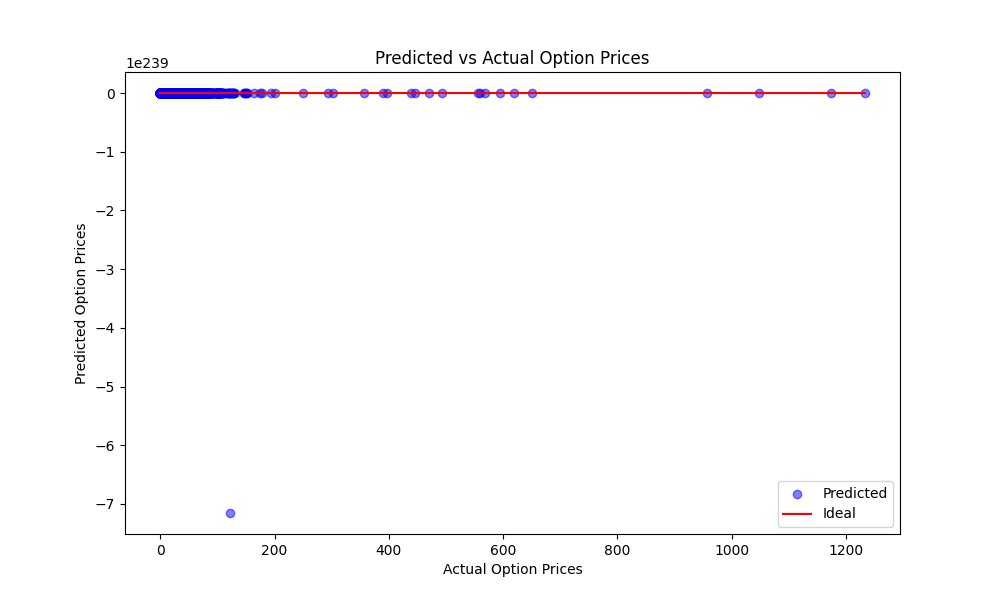 Predicted vs Actual Option Prices
1e239
0
−1
−2
−3
−4
−5
−6
−7
Predicted Option Prices
0 200 400 600 800 1000 1200
Actual Option Prices
Predicted
Ideal